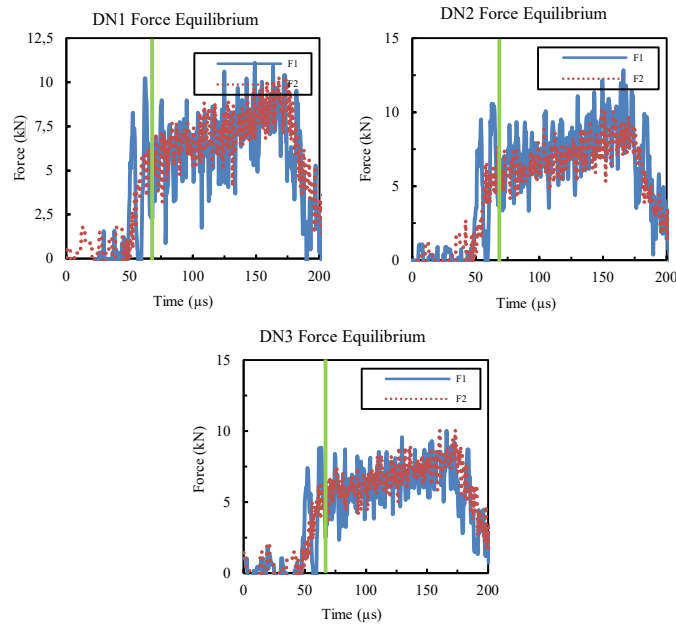 DN1 Force Equilibrium
12,5
10
7,5
5
2,5
0
Force (kN)
0
50
100
150
200
Time (µs)
F1
F2
DN2 Force Equilibrium
15
10
5
0
Force (kN)
0
50
100
150
200
Time (µs)
F1
F2
DN3 Force Equilibrium
15
10
5
0
Force (kN)
0
50
100
150
200
Time (µs)
F1
F2